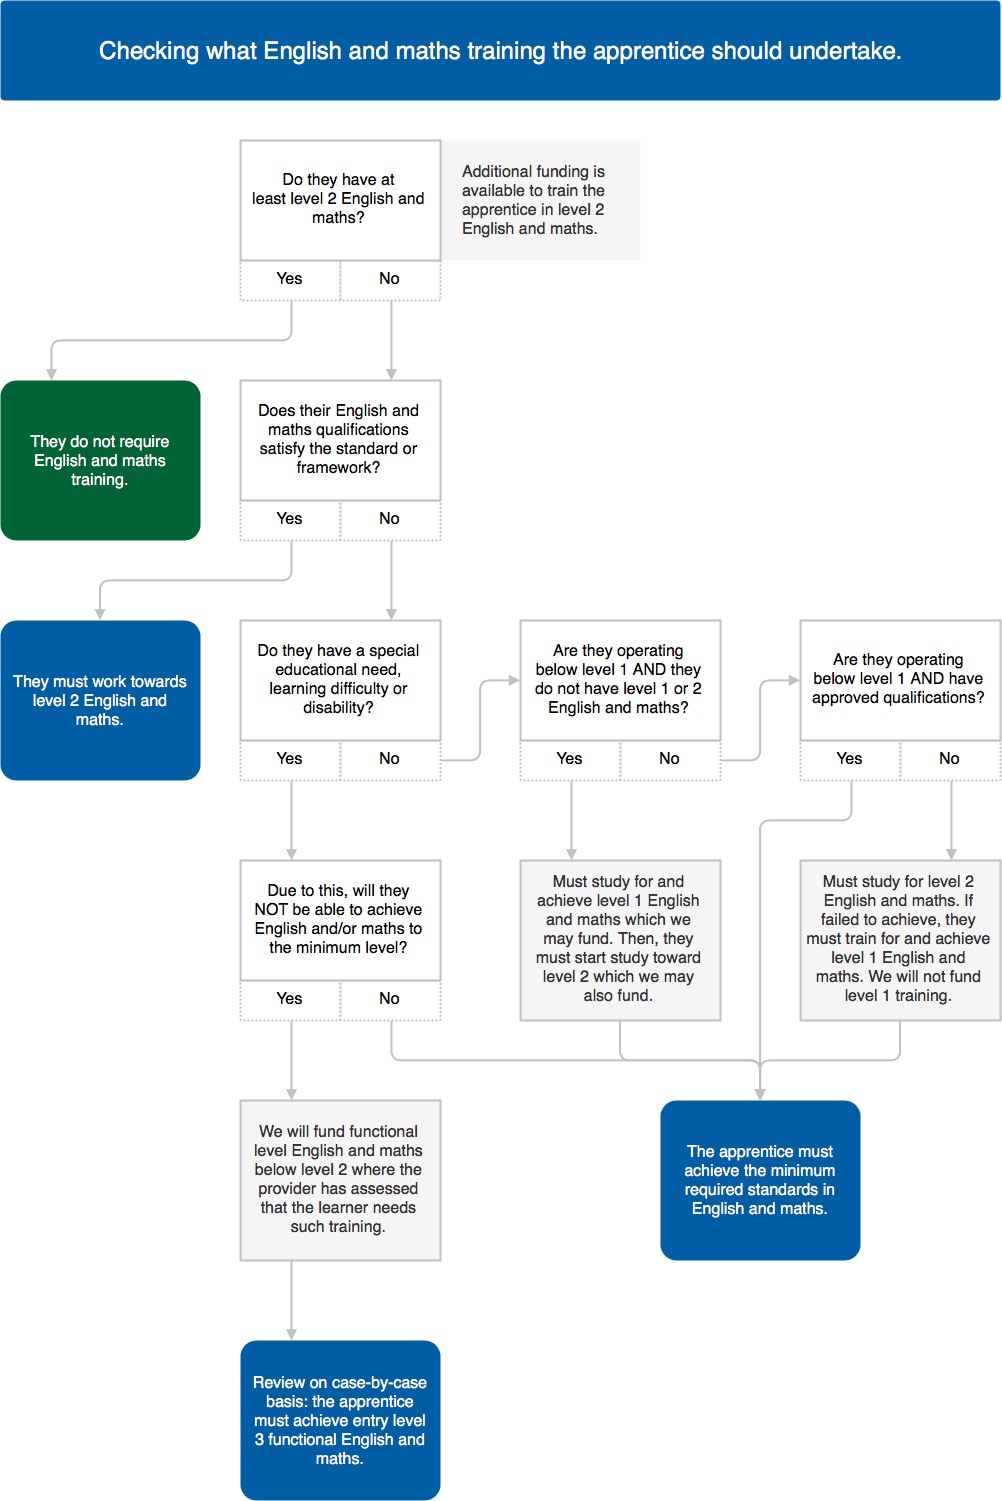 Checking what English and maths training the apprentice should undertake.
Do they have at
least level 2 English and
maths?
Additional funding is
available to train the
apprentice in level 2
English and maths.
Yes
No
They do not require
English and maths
training.
Does their English and
maths qualifications
satisfy the standard or
framework?
Yes
No
They must work towards
level 2 English and
maths.
Do they have a special
educational need,
learning difficulty or
disability?
Yes
No
Are they operating
below level 1 AND they
do not have level 1 or 2
English and maths?
Yes
No
Are they operating
below level 1 AND have
approved qualifications?
Yes
No
Due to this, will they
NOT be able to achieve
English and/or maths to
the minimum level?
Yes
No
Must study for and
achieve level 1 English
and maths which we
may fund. Then, they
must start study toward
level 2 which we may
also fund.
Must study for level 2
English and maths. If
failed to achieve, they
must train for and achieve
level 1 English and
maths. We will not fund
level 1 training.
We will fund functional
level English and maths
below level 2 where the
provider has assessed
that the learner needs
such training.
The apprentice must
achieve the minimum
required standards in
English and maths.
Review on case-by-case
basis: the apprentice
must achieve entry level
3 functional English and
maths.